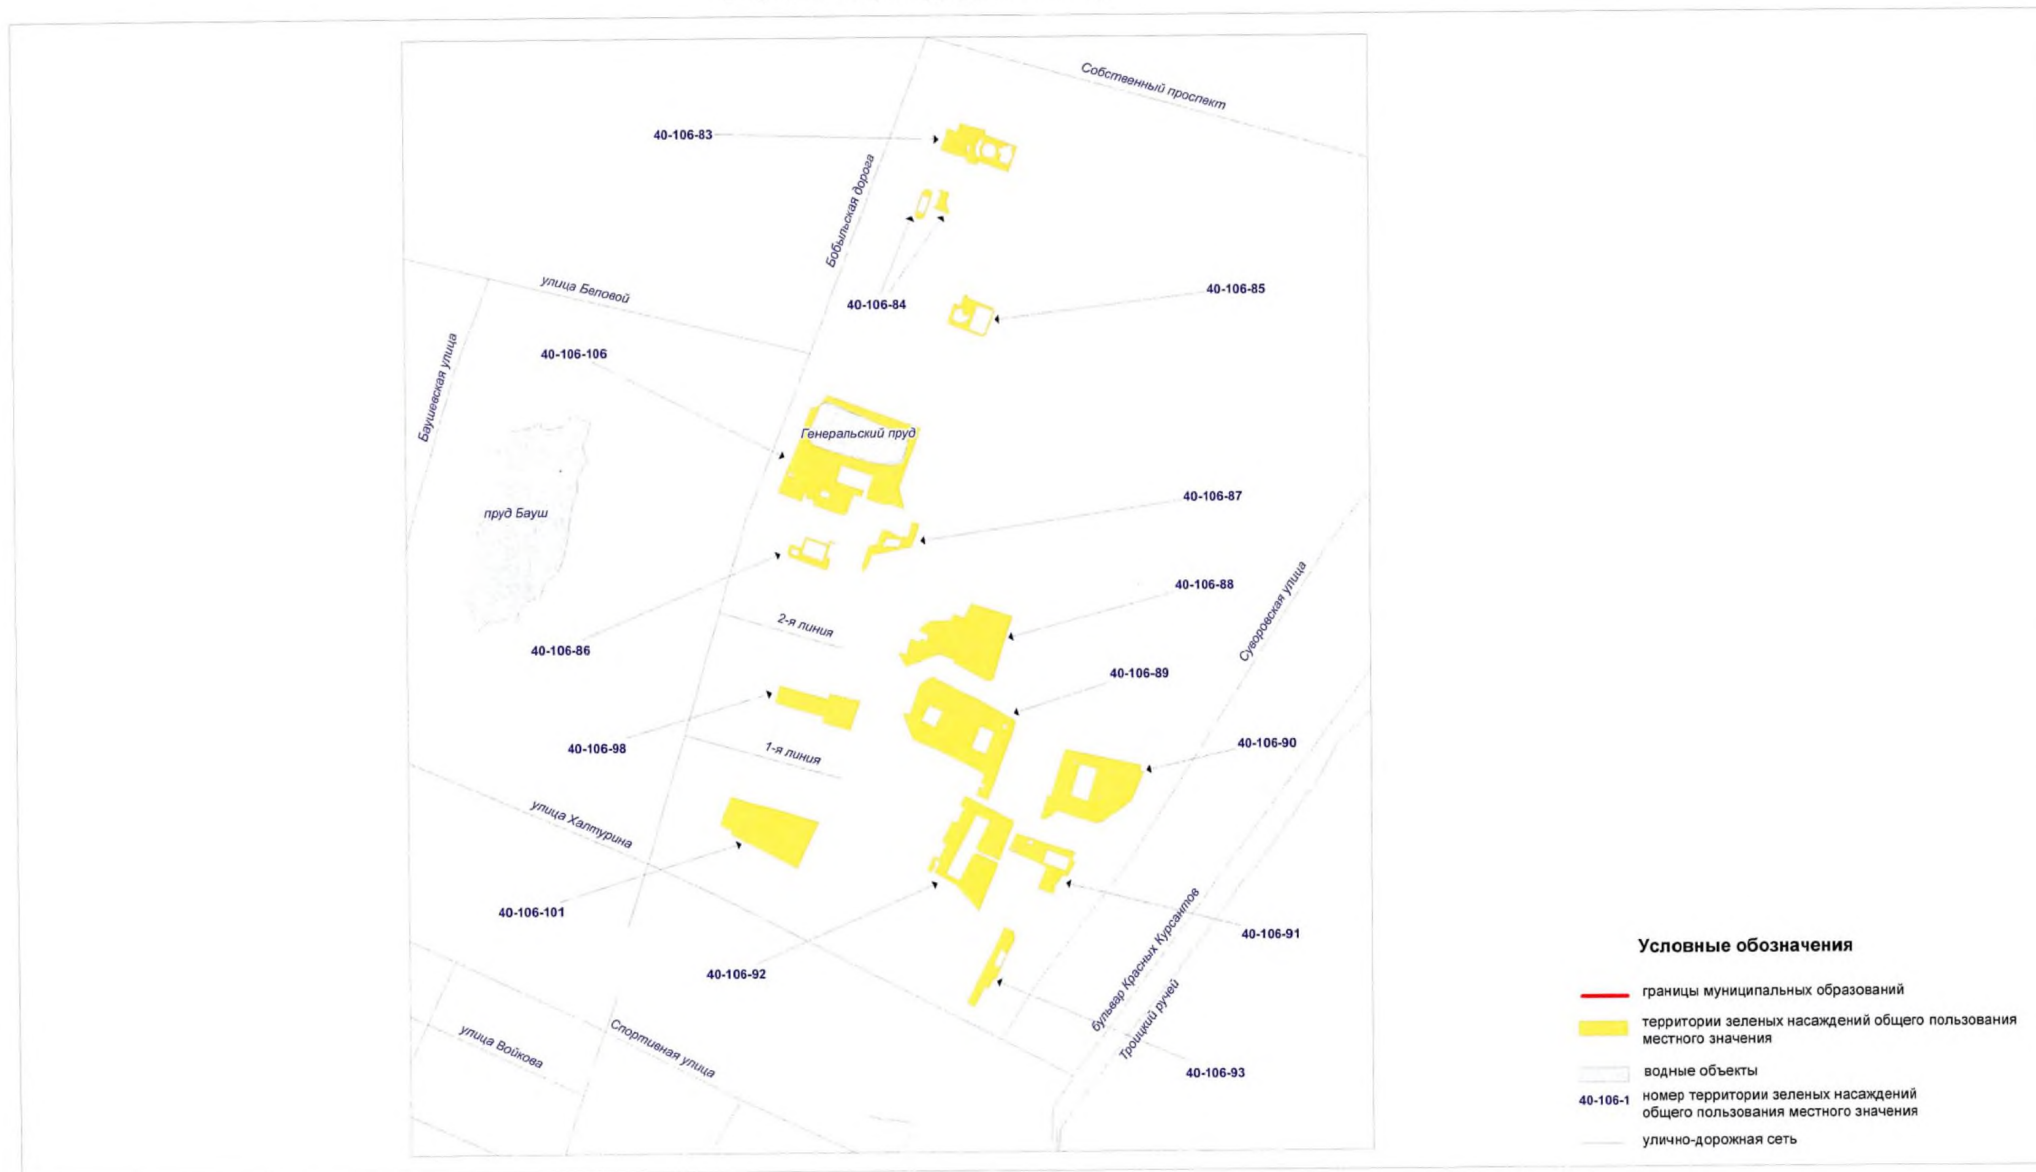 Собственный проспект
40-106-83
Бобыльская дорога
40-106-84
40-106-85
улица Беловой
Баушевская улица
40-106-106
Генеральский пруд
пруд Бауш
40-106-87
40-106-88
Суворовская улица
2-я линия
40-106-86
40-106-89
40-106-98
1-я линия
40-106-90
улица Халтурина
40-106-101
40-106-92
40-106-91
бульвар Красных Курсантов
Троицкий ручей
40-106-93
Спортивная улица
улица Войкова
Условные обозначения
границы муниципальных образований
территории зеленых насаждений общего пользования
местного значения
водные объекты
40-106-1 номер территории зеленых насаждений
общего пользования местного значения
улично-дорожная сеть